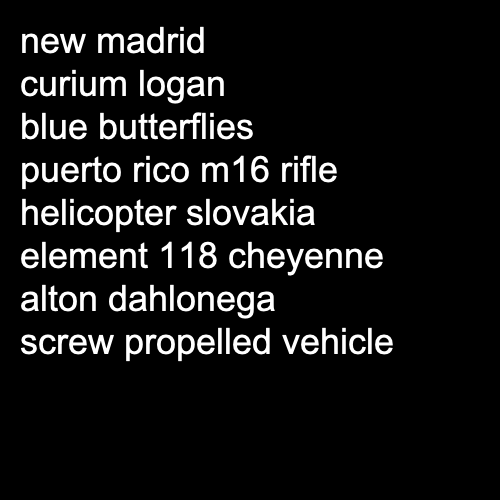 new madrid
curium logan
blue butterflies
puerto rico m16 rifle
helicopter slovakia
element 118 cheyenne
alton dahlonega
screw propelled vehicle